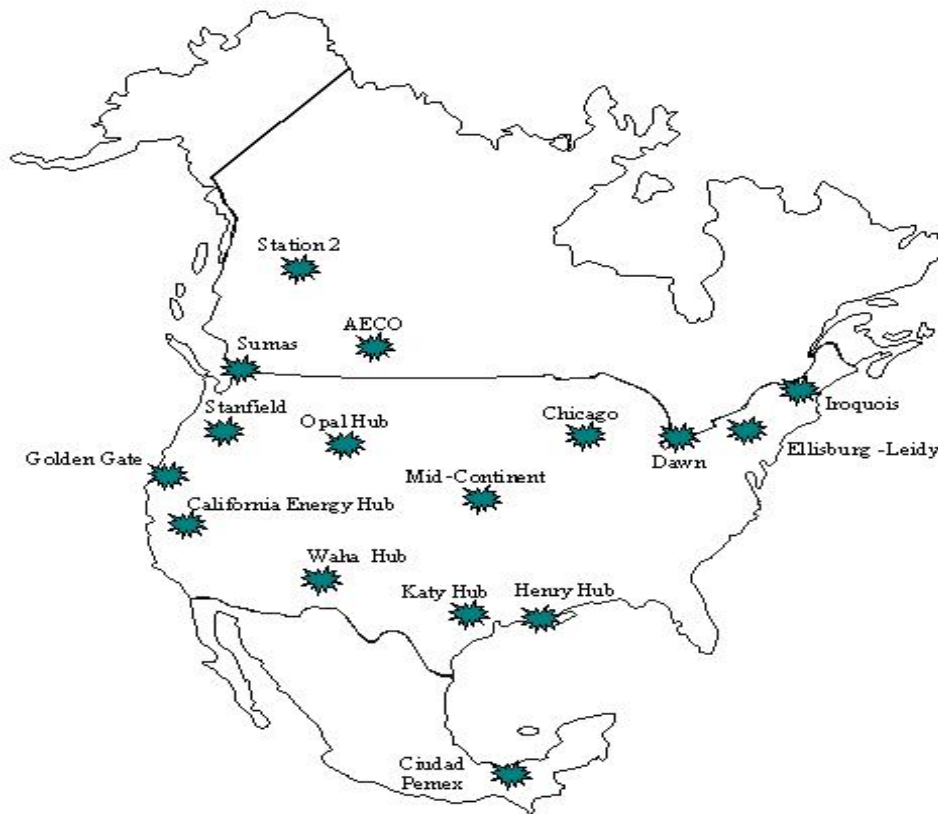 Station 2
AECO
Sumas
Stanfield
Opal Hub
Chicago
Iroquois
Golden Gate
Dawn
Ellisburg -Leidy
Mid-Continent
California Energy Hub
Waha Hub
Katy Hub
Henry Hub
Ciudad
Pemex